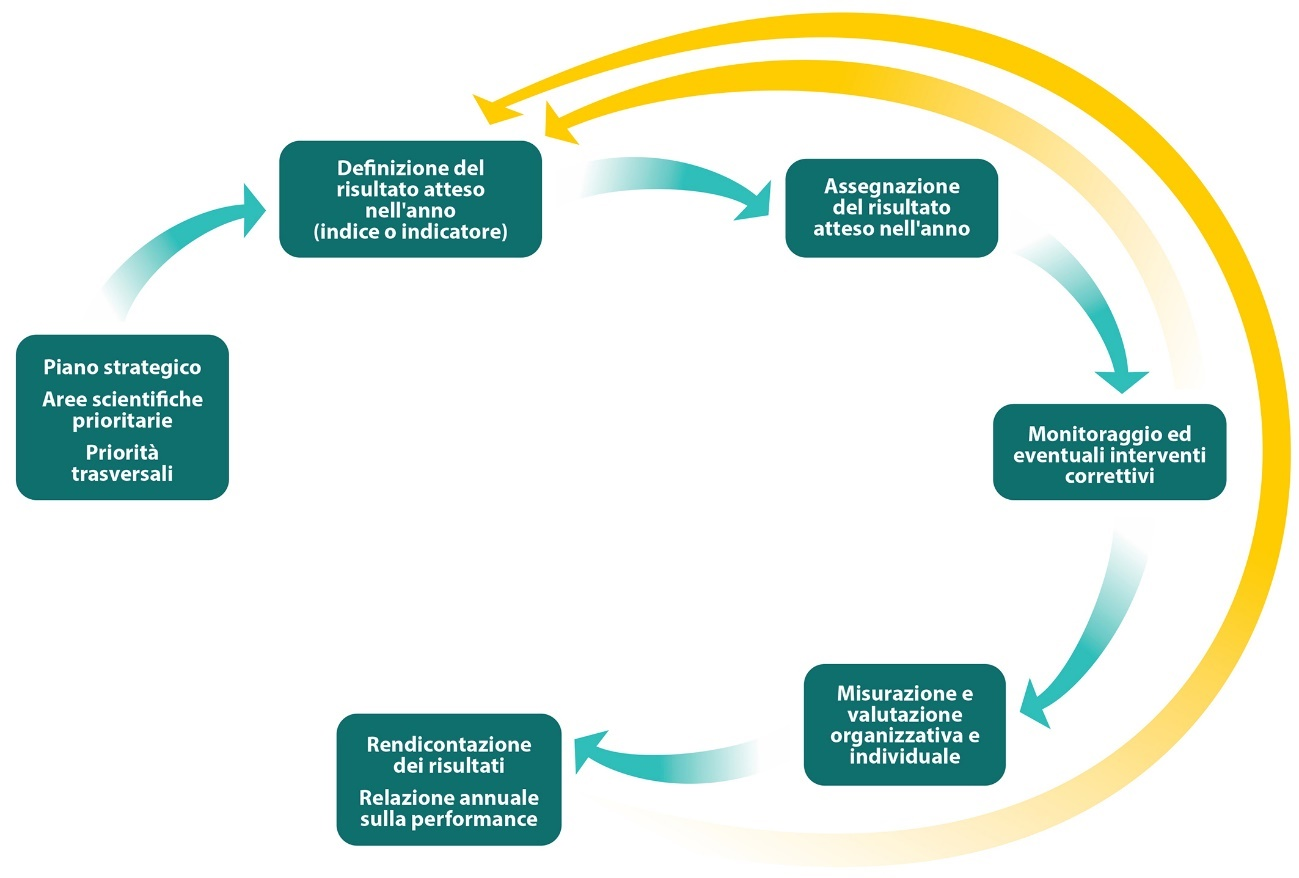 Piano strategico
Aree scientifiche
prioritarie
Priorità
trasversali
Definizione del
risultato atteso
nell'anno
(indice o indicatore)
Assegnazione
del risultato
atteso nell'anno
Monitoraggio ed
eventuali interventi
correttivi
Misurazione e
valutazione
organizzativa e
individuale
Rendicontazione
dei risultati
Relazione annuale
sulla performance